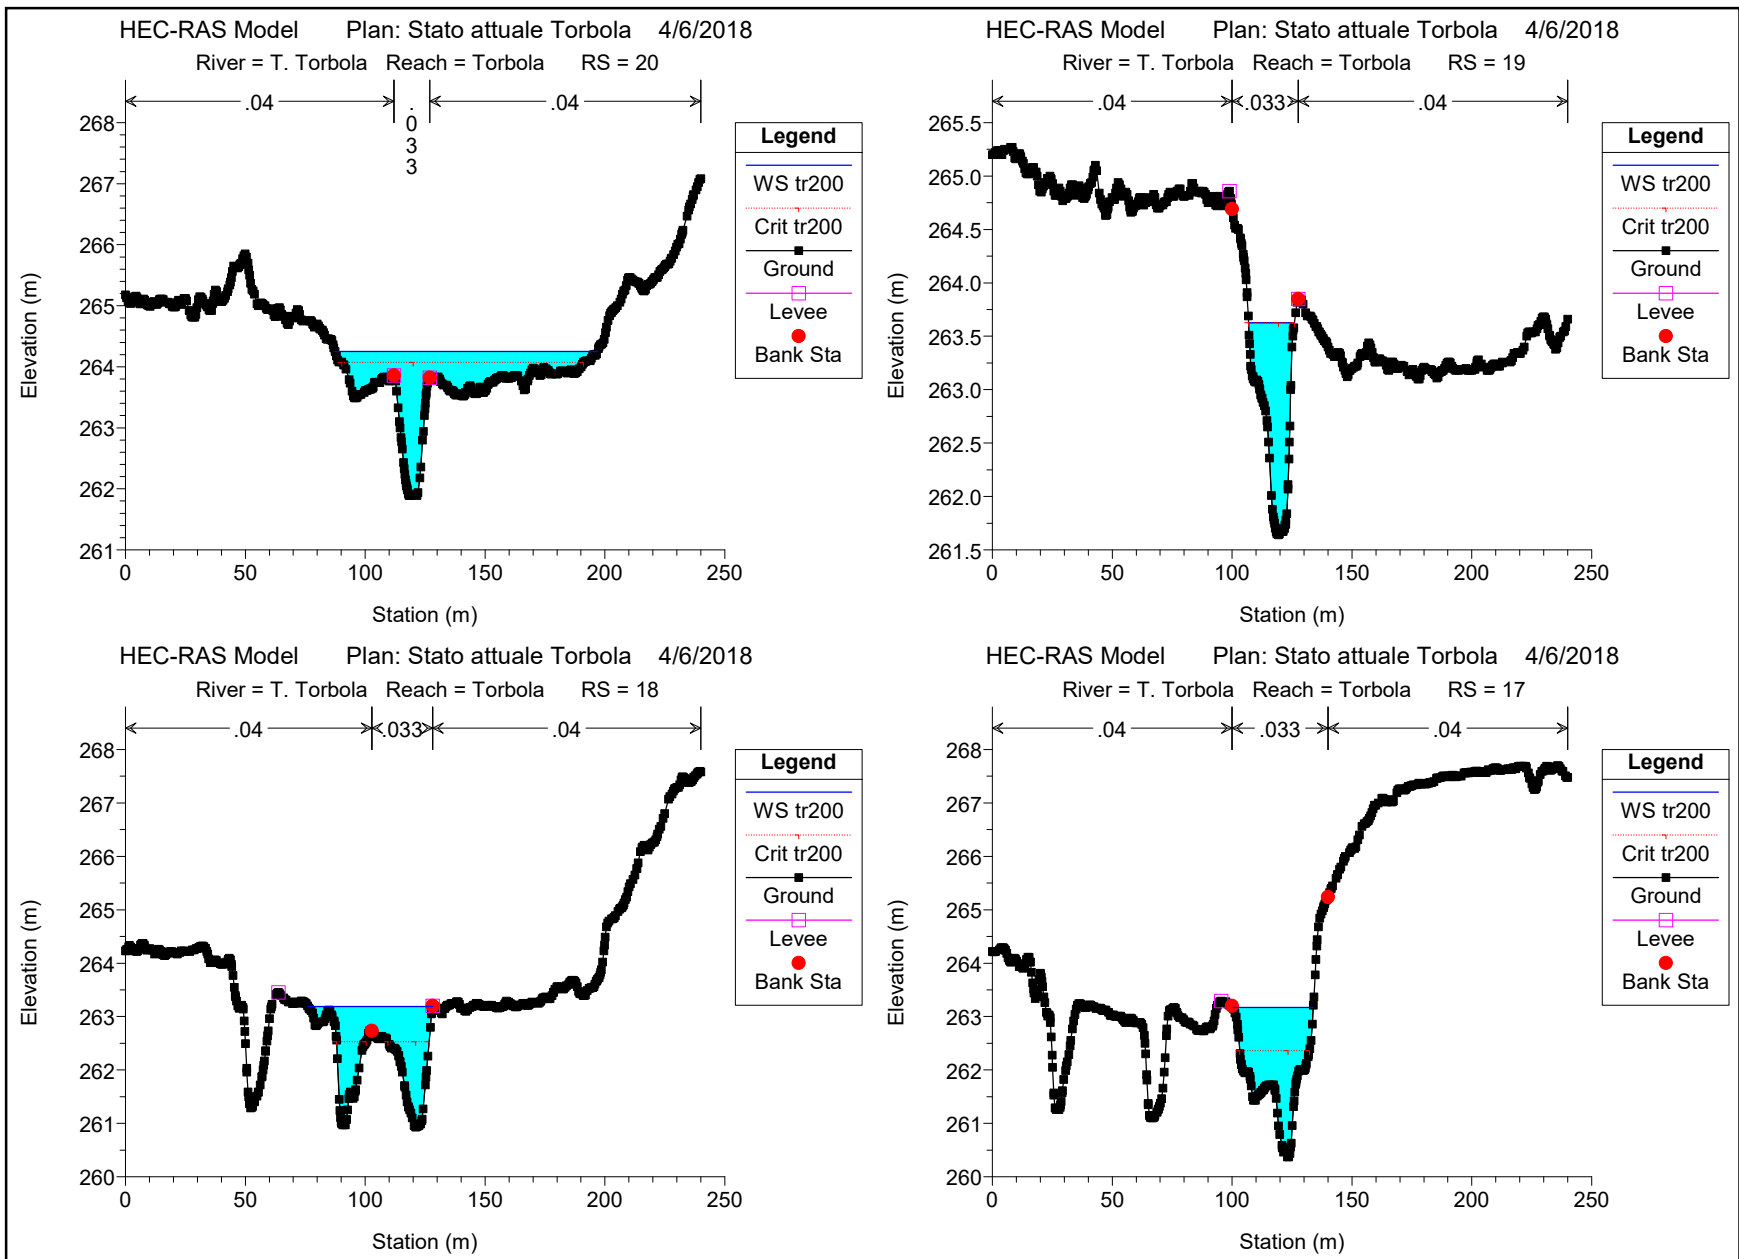 HEC-RAS Model Plan: Stato attuale Torbola 4/6/2018
River = T. Torbola Reach = Torbola RS = 20
.04 .033 .04
268
267
266
265
264
263
262
261
0 50 100 150 200 250
Elevation (m)
Station (m)
Legend
WS tr200
Crit tr200
Ground
Levee
Bank Sta
HEC-RAS Model Plan: Stato attuale Torbola 4/6/2018
River = T. Torbola Reach = Torbola RS = 19
.04 .033 .04
265.5
265.0
264.5
264.0
263.5
263.0
262.5
262.0
261.5
0 50 100 150 200 250
Elevation (m)
Station (m)
Legend
WS tr200
Crit tr200
Ground
Levee
Bank Sta
HEC-RAS Model Plan: Stato attuale Torbola 4/6/2018
River = T. Torbola Reach = Torbola RS = 18
.04 .033 .04
268
267
266
265
264
263
262
261
260
0 50 100 150 200 250
Elevation (m)
Station (m)
Legend
WS tr200
Crit tr200
Ground
Levee
Bank Sta
HEC-RAS Model Plan: Stato attuale Torbola 4/6/2018
River = T. Torbola Reach = Torbola RS = 17
.04 .033 .04
268
267
266
265
264
263
262
261
260
0 50 100 150 200 250
Elevation (m)
Station (m)
Legend
WS tr200
Crit tr200
Ground
Levee
Bank Sta